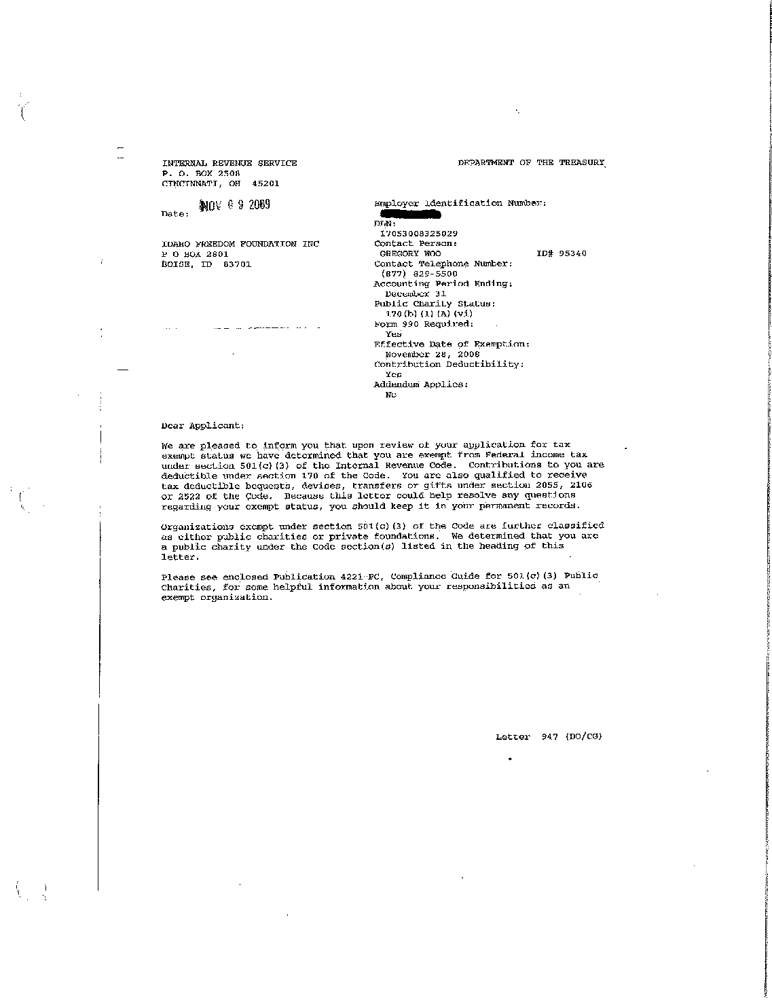 INTERNAL REVENUE SERVICE
P. O. BOX 2508
CINCINNATI, OH 45201
DEPARTMENT OF THE TREASURY
Date: NOV 09 2009
IDAHO FREEDOM FOUNDATION INC
P O BOX 2801
BOISE, ID 83701
Employer Identification Number:
DLN:
17053008325029
Contact Person:
GREGORY WOO ID# 95340
Contact Telephone Number:
(877) 829-5500
Accounting Period Ending:
December 31
Public Charity Status:
170(b)(1)(A)(vi)
Form 990 Required:
Yes
Effective Date of Exemption:
November 28, 2008
Contribution Deductibility:
Yes
Addendum Applies:
No
Dear Applicant:
We are pleased to inform you that upon review of your application for tax
exempt status we have determined that you are exempt from Federal income tax
under section 501(c)(3) of the Internal Revenue Code. Contributions to you are
deductible under section 170 of the Code. You are also qualified to receive
tax deductible bequests, devises, transfers or gifts under section 2055, 2106
or 2522 of the Code. Because this letter could help resolve any questions
regarding your exempt status, you should keep it in your permanent records.
Organizations exempt under section 501(c)(3) of the Code are further classified
as either public charities or private foundations. We determined that you are
a public charity under the Code section(s) listed in the heading of this
letter.
Please see enclosed Publication 4221-PC, Compliance Guide for 501(c)(3) Public
Charities, for some helpful information about your responsibilities as an
exempt organization.
Letter 947 (DO/CG)